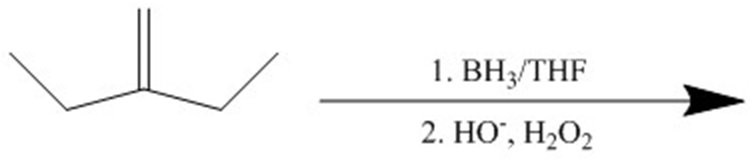 1. BH₃/THF
2. HO⁻, H₂O₂